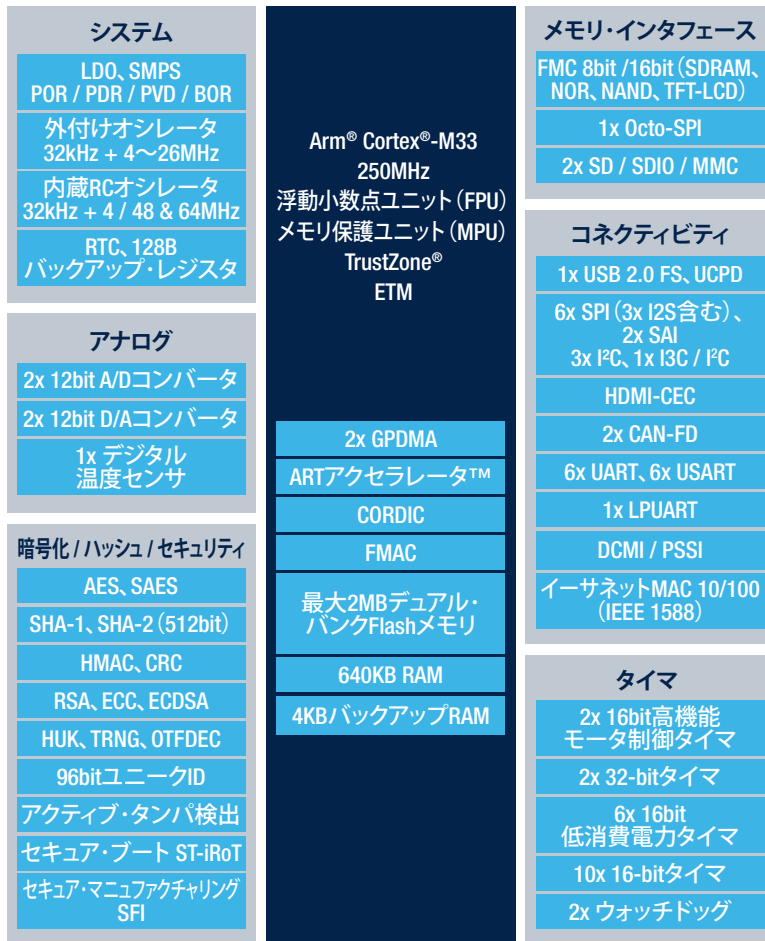 システム
LDO、SMPS
POR / PDR / PVD / BOR
外付けオシレータ
32kHz + 4～26MHz
内蔵RCオシレータ
32kHz + 4 / 48 & 64MHz
RTC、128B
バックアップ・レジスタ
アナログ
2x 12bit A/Dコンバータ
2x 12bit D/Aコンバータ
1x デジタル
温度センサ
暗号化 / ハッシュ / セキュリティ
AES、SAES
SHA-1、SHA-2（512bit）
HMAC、CRC
RSA、ECC、ECDSA
HUK、TRNG、OTFDEC
96bitユニークID
アクティブ・タンパ検出
セキュア・ブート ST-iRoT
セキュア・マニュファクチャリング
SFI
Arm® Cortex®-M33
250MHz
浮動小数点ユニット（FPU）
メモリ保護ユニット（MPU）
TrustZone®
ETM
2x GPDMA
ARTアクセラレータ™
CORDIC
FMAC
最大2MBデュアル・
バンクFlashメモリ
640KB RAM
4KBバックアップRAM
メモリ・インタフェース
FMC 8bit /16bit（SDRAM、
NOR、NAND、TFT-LCD）
1x Octo-SPI
2x SD / SDIO / MMC
コネクティビティ
1x USB 2.0 FS、UCPD
6x SPI（3x I2S含む）、
2x SAI
3x I²C、1x I3C / I²C
HDMI-CEC
2x CAN-FD
6x UART、6x USART
1x LPUART
DCMI / PSSI
イーサネットMAC 10/100
（IEEE 1588）
タイマ
2x 16bit高機能
モータ制御タイマ
2x 32-bitタイマ
6x 16bit
低消費電力タイマ
10x 16-bitタイマ
2x ウォッチドッグ